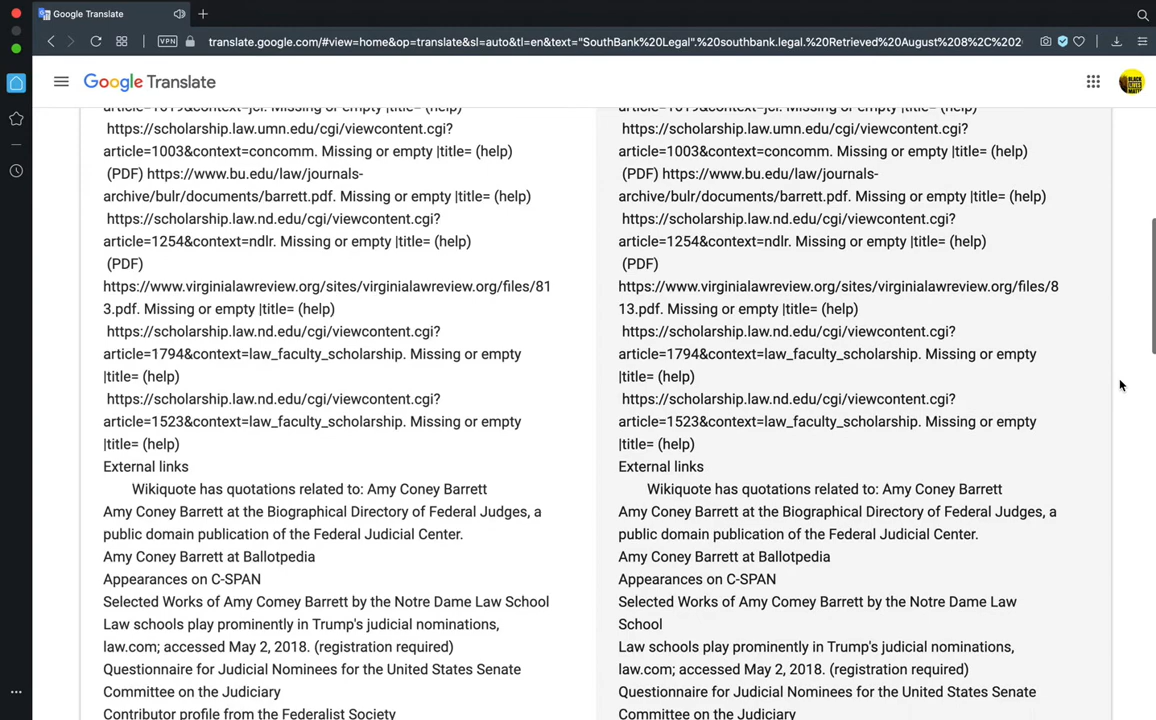 Google Translate
VPN
translate.google.com/#view=home&op=translate&sl=auto&tl=en&text="SouthBank%20Legal".%20southbank.legal.%20Retrieved%20August%208%2C%202
Google Translate
https://scholarship.law.umn.edu/cgi/viewcontent.cgi?
article=1003&context=concomm. Missing or empty |title= (help)
(PDF) https://www.bu.edu/law/journals-
archive/bulr/documents/barrett.pdf. Missing or empty |title= (help)
https://scholarship.law.nd.edu/cgi/viewcontent.cgi?
article=1254&context=ndlr. Missing or empty |title= (help)
(PDF)
https://www.virginialawreview.org/sites/virginialawreview.org/files/81
3.pdf. Missing or empty |title= (help)
https://scholarship.law.nd.edu/cgi/viewcontent.cgi?
article=1794&context=law_faculty_scholarship. Missing or empty
|title= (help)
https://scholarship.law.nd.edu/cgi/viewcontent.cgi?
article=1523&context=law_faculty_scholarship. Missing or empty
|title= (help)
External links
Wikiquote has quotations related to: Amy Coney Barrett
Amy Coney Barrett at the Biographical Directory of Federal Judges, a
public domain publication of the Federal Judicial Center.
Amy Coney Barrett at Ballotpedia
Appearances on C-SPAN
Selected Works of Amy Comey Barrett by the Notre Dame Law School
Law schools play prominently in Trump's judicial nominations,
law.com; accessed May 2, 2018. (registration required)
Questionnaire for Judicial Nominees for the United States Senate
Committee on the Judiciary
Contributor profile from the Federalist Society
https://scholarship.law.umn.edu/cgi/viewcontent.cgi?
article=1003&context=concomm. Missing or empty |title= (help)
(PDF) https://www.bu.edu/law/journals-
archive/bulr/documents/barrett.pdf. Missing or empty |title= (help)
https://scholarship.law.nd.edu/cgi/viewcontent.cgi?
article=1254&context=ndlr. Missing or empty |title= (help)
(PDF)
https://www.virginialawreview.org/sites/virginialawreview.org/files/8
13.pdf. Missing or empty |title= (help)
https://scholarship.law.nd.edu/cgi/viewcontent.cgi?
article=1794&context=law_faculty_scholarship. Missing or empty
|title= (help)
https://scholarship.law.nd.edu/cgi/viewcontent.cgi?
article=1523&context=law_faculty_scholarship. Missing or empty
|title= (help)
External links
Wikiquote has quotations related to: Amy Coney Barrett
Amy Coney Barrett at the Biographical Directory of Federal Judges, a
public domain publication of the Federal Judicial Center.
Amy Coney Barrett at Ballotpedia
Appearances on C-SPAN
Selected Works of Amy Comey Barrett by the Notre Dame Law
School
Law schools play prominently in Trump's judicial nominations,
law.com; accessed May 2, 2018. (registration required)
Questionnaire for Judicial Nominees for the United States Senate
Committee on the Judiciary